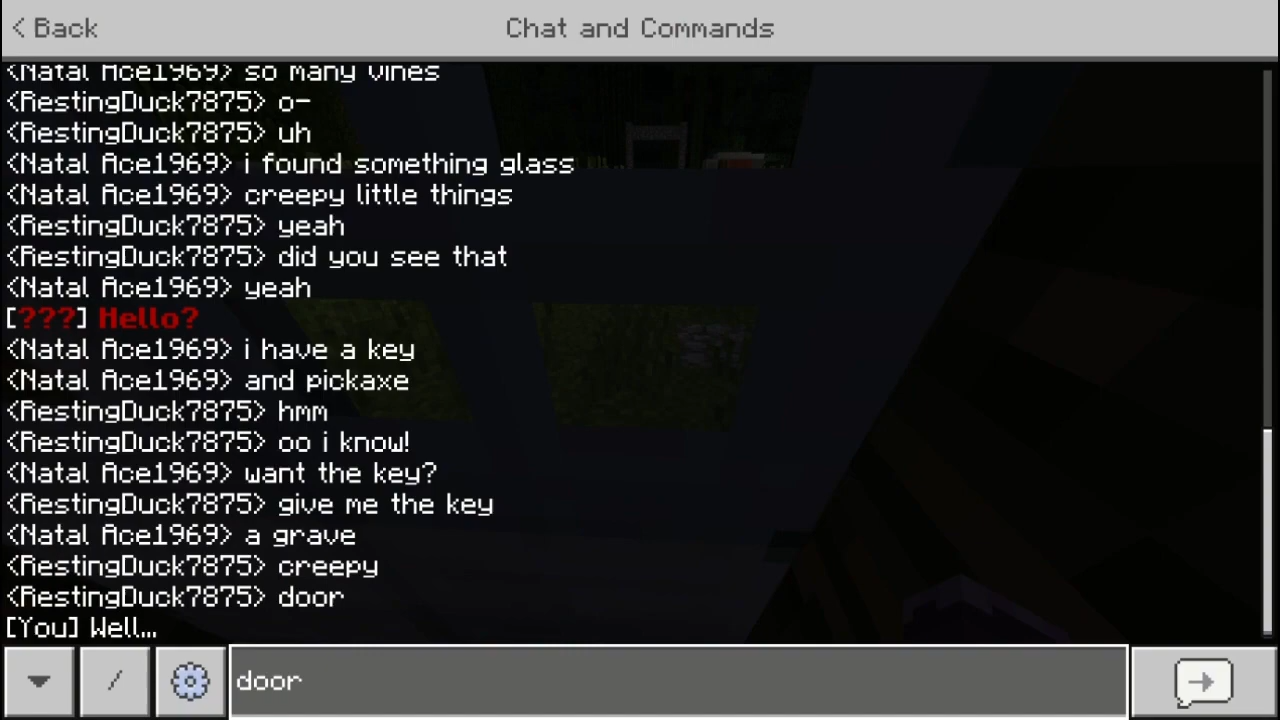 Back
Chat and Commands
<Natal Ace1969> so many vines
<RestingDuck7875> o-
<RestingDuck7875> uh
<Natal Ace1969> i found something glass
<Natal Ace1969> creepy little things
<RestingDuck7875> yeah
<RestingDuck7875> did you see that
<Natal Ace1969> yeah
[???] Hello?
<Natal Ace1969> i have a key
<Natal Ace1969> and pickaxe
<RestingDuck7875> hmm
<RestingDuck7875> oo i know!
<Natal Ace1969> want the key?
<RestingDuck7875> give me the key
<Natal Ace1969> a grave
<RestingDuck7875> creepy
<RestingDuck7875> door
[You] Well...
/
door